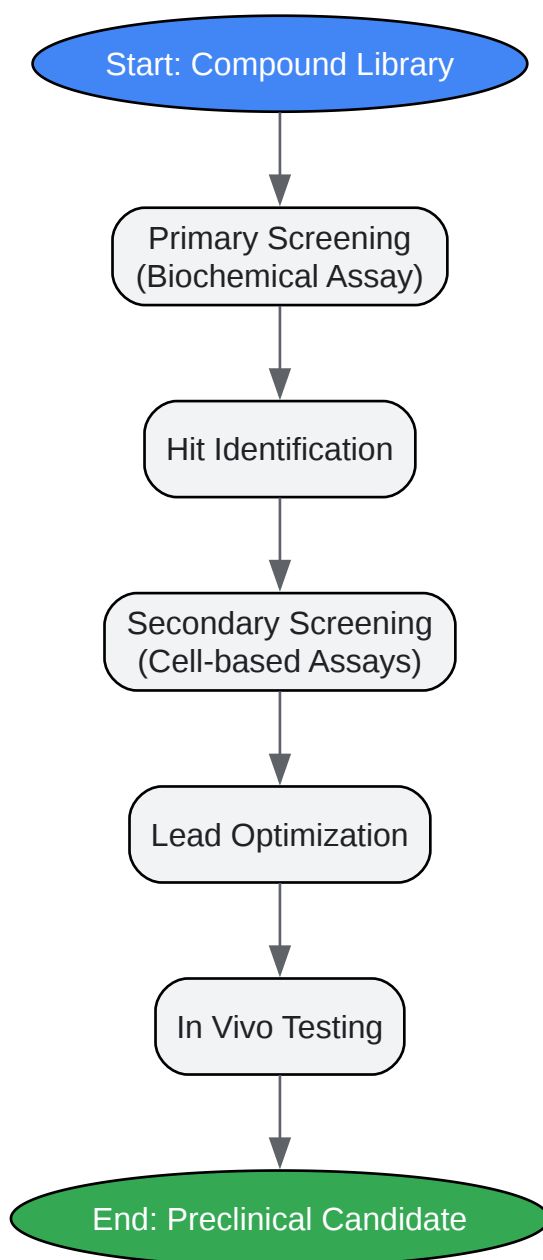 Start: Compound Library
Primary Screening
(Biochemical Assay)
Hit Identification
Secondary Screening
(Cell-based Assays)
Lead Optimization
In Vivo Testing
End: Preclinical Candidate